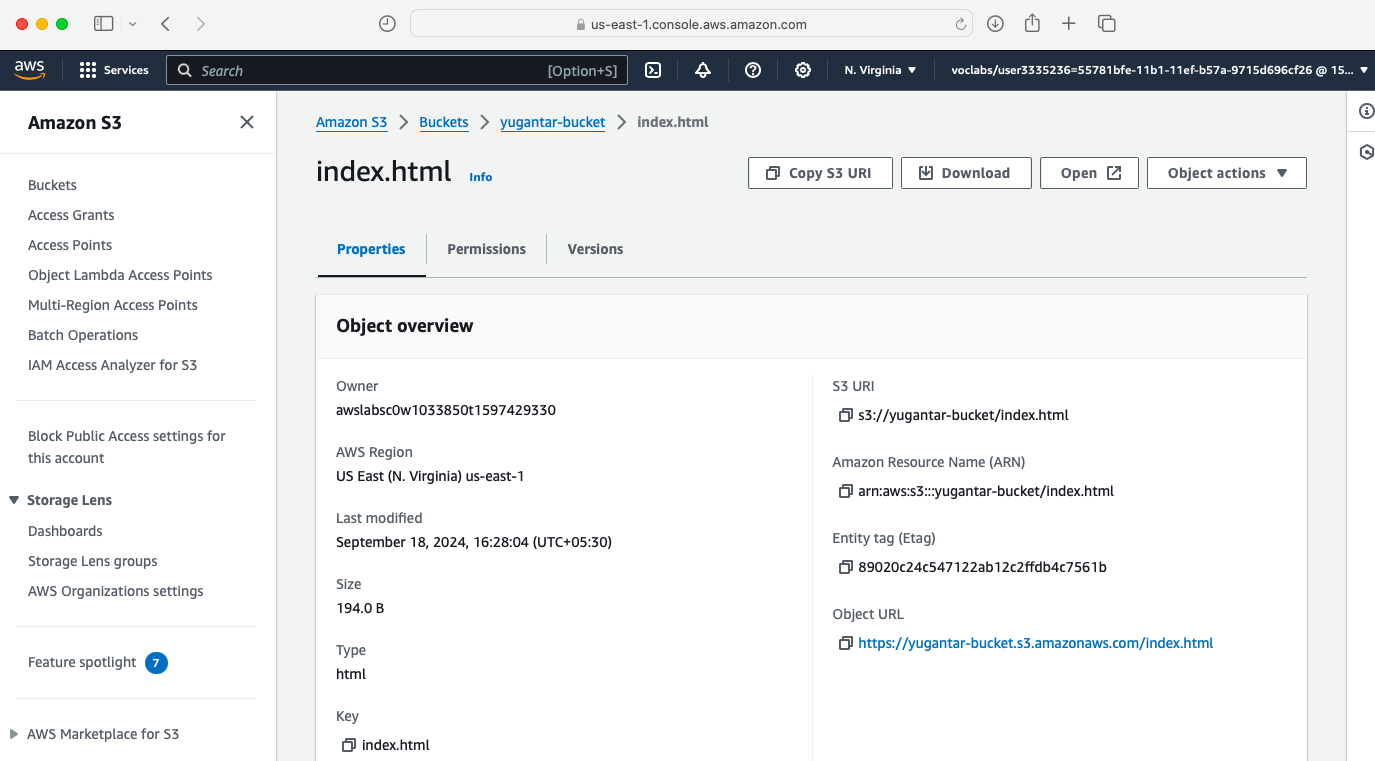 us-east-1.console.aws.amazon.com
aws
Services
Search
[Option+S]
N. Virginia
voclabs/user3335236=55781bfe-11b1-11ef-b57a-9715d696cf26 @ 15...
Amazon S3
Buckets
Access Grants
Access Points
Object Lambda Access Points
Multi-Region Access Points
Batch Operations
IAM Access Analyzer for S3
Block Public Access settings for
this account
Storage Lens
Dashboards
Storage Lens groups
AWS Organizations settings
Feature spotlight 7
AWS Marketplace for S3
Amazon S3 > Buckets > yugantar-bucket > index.html
index.html Info
Copy S3 URI
Download
Open
Object actions
Properties
Permissions
Versions
Object overview
Owner
awslabsc0w1033850t1597429330
AWS Region
US East (N. Virginia) us-east-1
Last modified
September 18, 2024, 16:28:04 (UTC+05:30)
Size
194.0 B
Type
html
Key
index.html
S3 URI
s3://yugantar-bucket/index.html
Amazon Resource Name (ARN)
arn:aws:s3:::yugantar-bucket/index.html
Entity tag (Etag)
89020c24c547122ab12c2ffdb4c7561b
Object URL
https://yugantar-bucket.s3.amazonaws.com/index.html